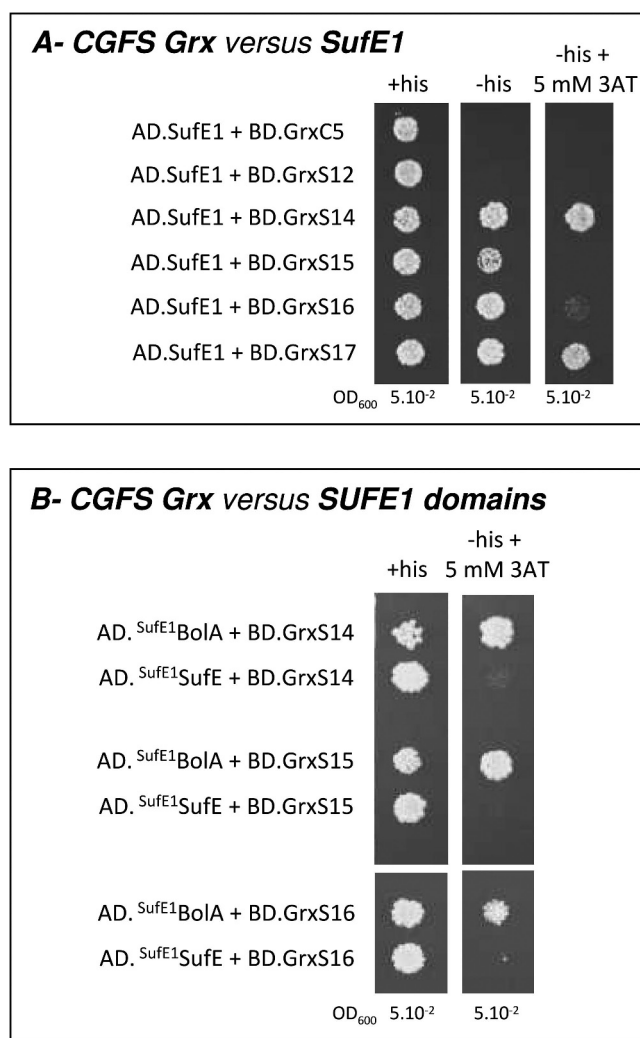 A- CGFS Grx versus SufE1
+his -his -his + 5 mM 3AT
AD.SufE1 + BD.GrxC5
AD.SufE1 + BD.GrxS12
AD.SufE1 + BD.GrxS14
AD.SufE1 + BD.GrxS15
AD.SufE1 + BD.GrxS16
AD.SufE1 + BD.GrxS17
OD600 5.10-2 5.10-2 5.10-2
B- CGFS Grx versus SUFE1 domains
+his -his + 5 mM 3AT
AD. SufE1BolA + BD.GrxS14
AD. SufE1SufE + BD.GrxS14
AD. SufE1BolA + BD.GrxS15
AD. SufE1SufE + BD.GrxS15
AD. SufE1BolA + BD.GrxS16
AD. SufE1SufE + BD.GrxS16
OD600 5.10-2 5.10-2